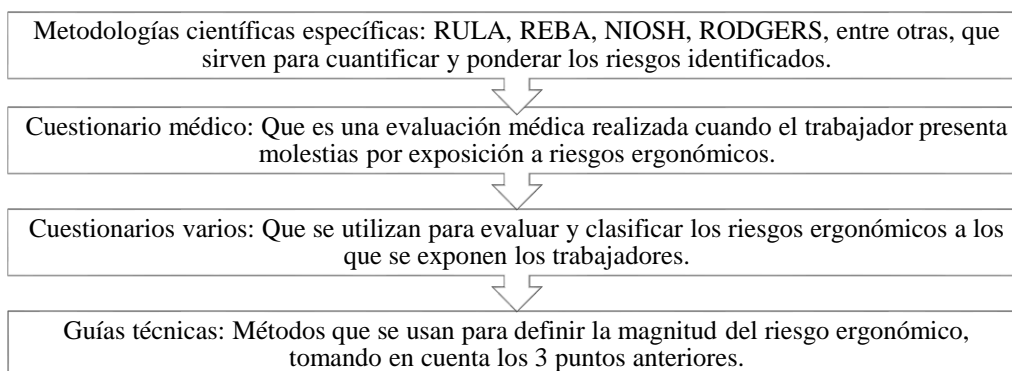 Metodologías científicas específicas: RULA, REBA, NIOSH, RODGERS, entre otras, que
sirven para cuantificar y ponderar los riesgos identificados.
Cuestionario médico: Que es una evaluación médica realizada cuando el trabajador presenta
molestias por exposición a riesgos ergonómicos.
Cuestionarios varios: Que se utilizan para evaluar y clasificar los riesgos ergonómicos a los
que se exponen los trabajadores.
Guías técnicas: Métodos que se usan para definir la magnitud del riesgo ergonómico,
tomando en cuenta los 3 puntos anteriores.